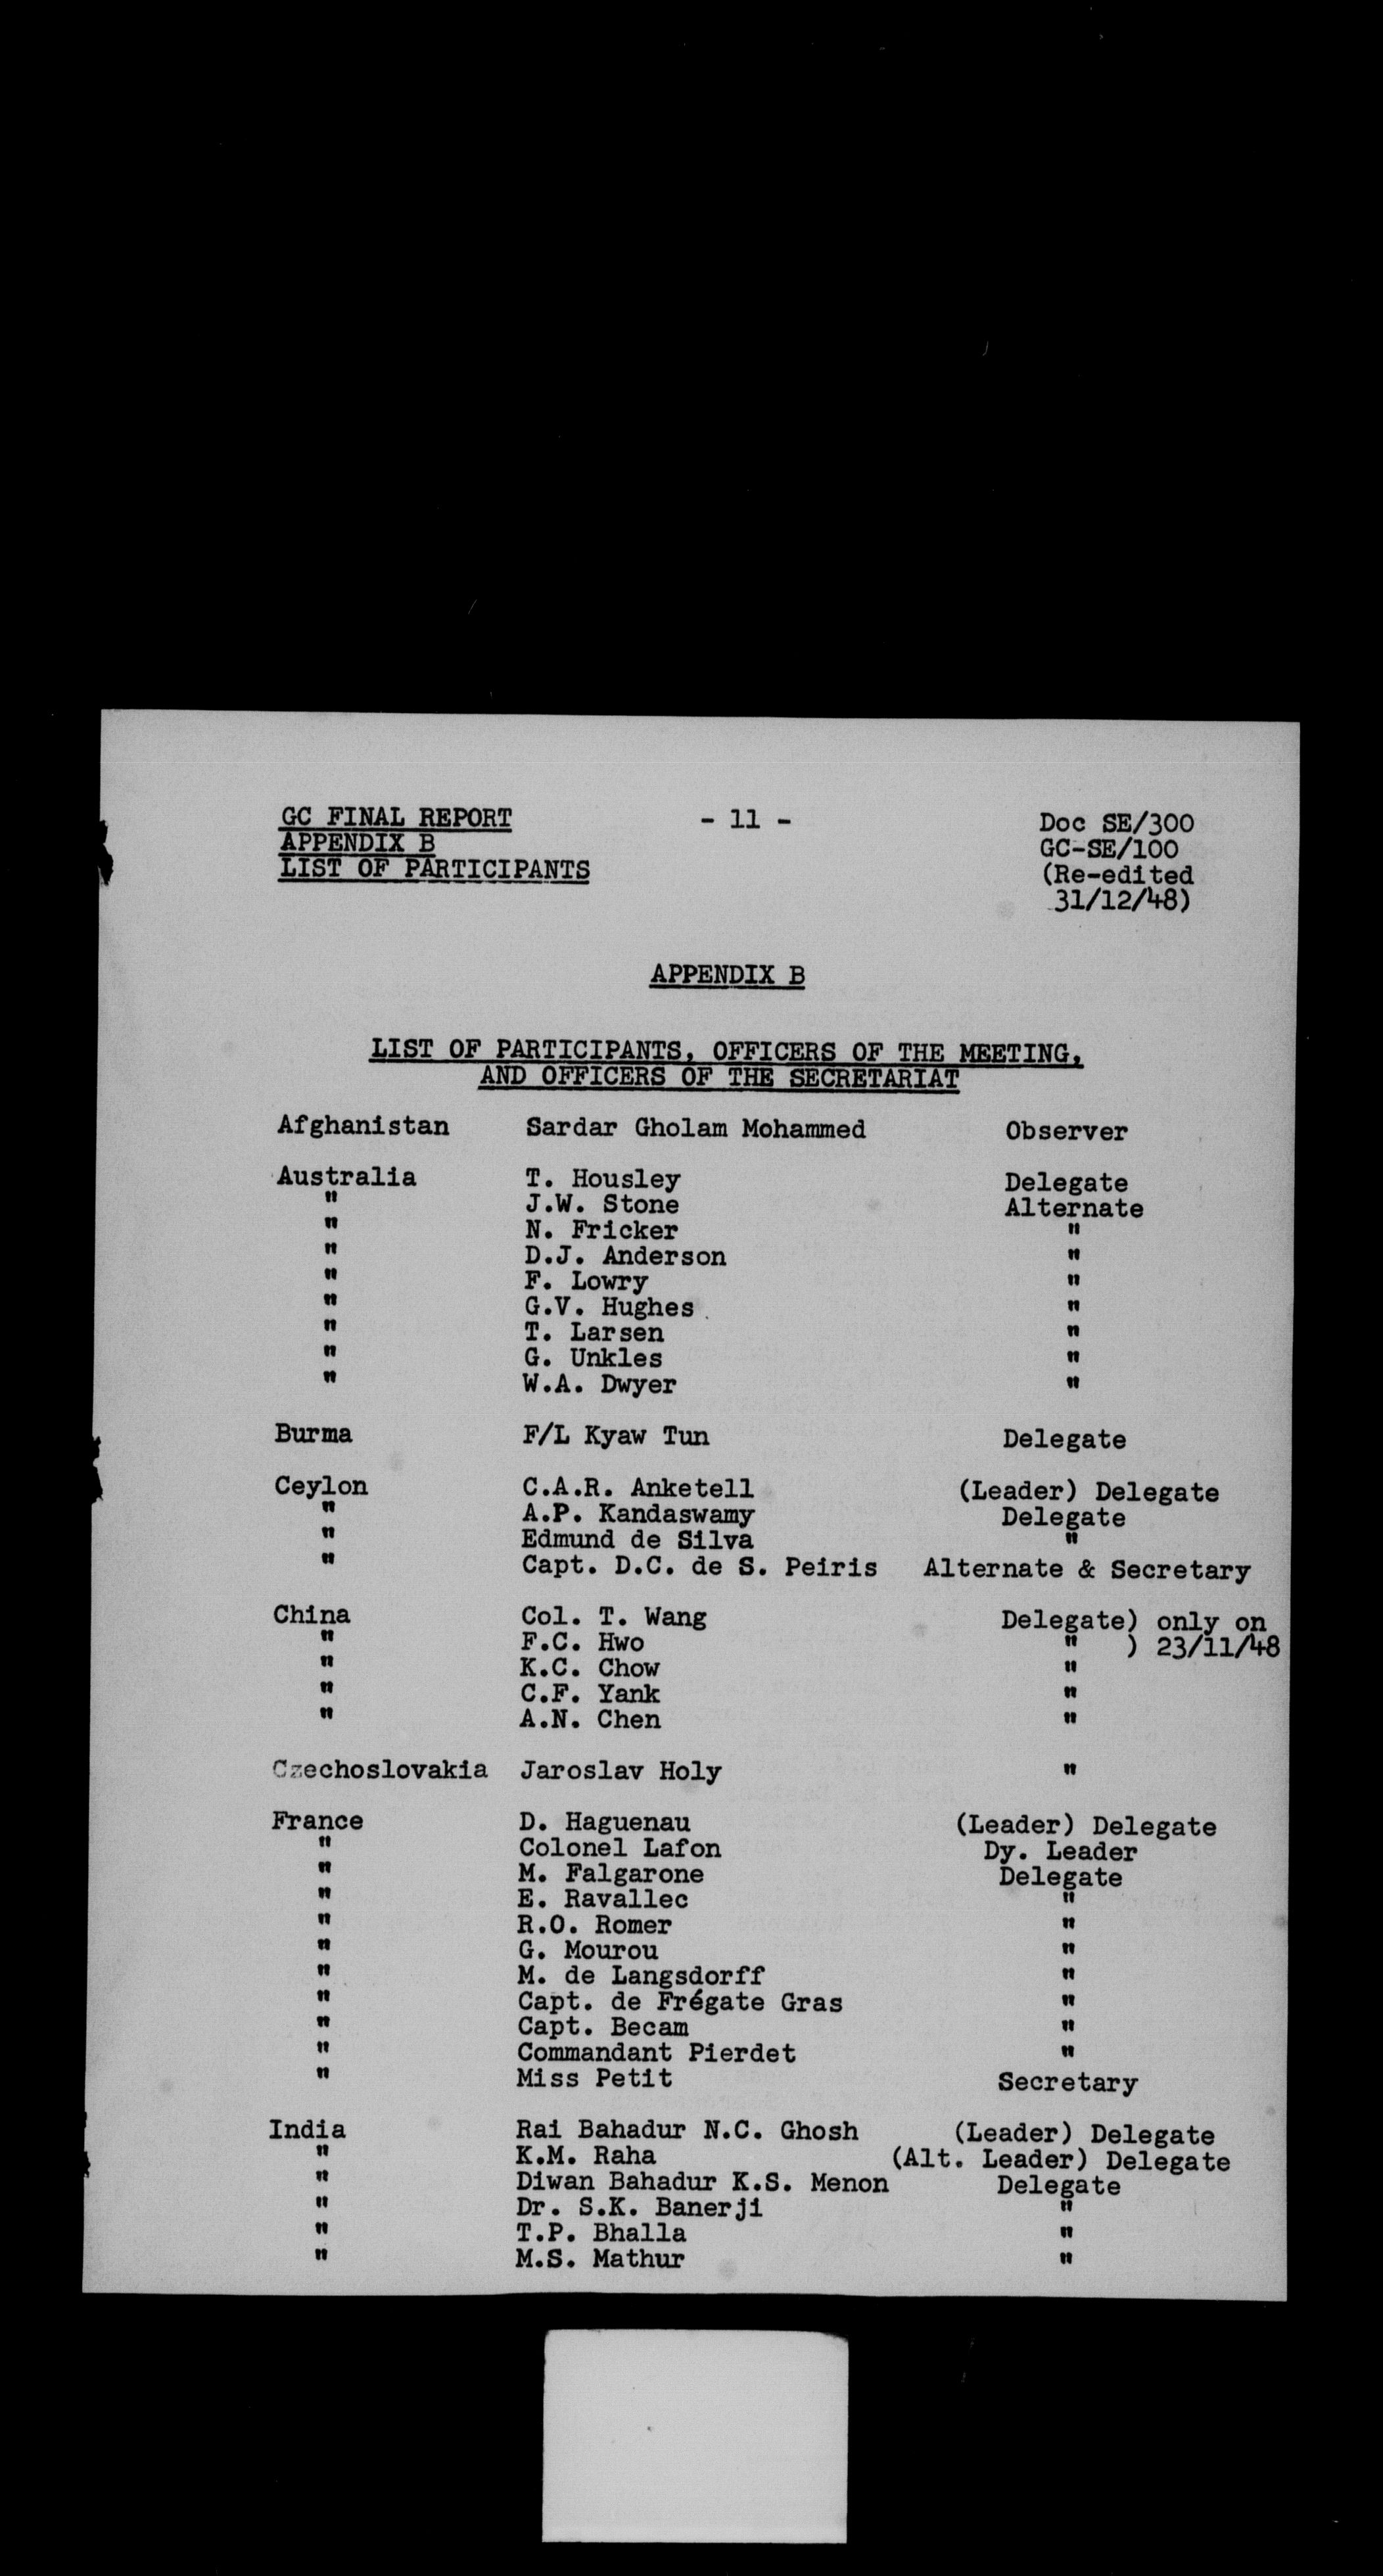 GC FINAL REPORT - 11 - Doc SE/300
APPENDIX B GC-SE/100
LIST OF PARTICIPANTS (Re-edited
31/12/48)
APPENDIX B
LIST OF PARTICIPANTS, OFFICERS OF THE MEETING,
AND OFFICERS OF THE SECRETARIAT
Afghanistan Sardar Gholam Mohammed Observer
Australia T. Housley Delegate
" J.W. Stone Alternate
" N. Fricker "
" D.J. Anderson "
" F. Lowry "
" G.V. Hughes "
" T. Larsen "
" G. Unkles "
" W.A. Dwyer "
Burma F/L Kyaw Tun Delegate
Ceylon C.A.R. Anketell (Leader) Delegate
" A.P. Kandaswamy Delegate
" Edmund de Silva "
" Capt. D.C. de S. Peiris Alternate & Secretary
China Col. T. Wang Delegate) only on
" F.C. Hwo " ) 23/11/48
" K.C. Chow "
" C.F. Yank "
" A.N. Chen "
Czechoslovakia Jaroslav Holy "
France D. Haguenau (Leader) Delegate
" Colonel Lafon Dy. Leader
" M. Falgarone Delegate
" E. Ravallec "
" R.O. Romer "
" G. Mourou "
" M. de Langsdorff "
" Capt. de Frégate Gras "
" Capt. Becam "
" Commandant Pierdet "
" Miss Petit Secretary
India Rai Bahadur N.C. Ghosh (Leader) Delegate
" K.M. Raha (Alt. Leader) Delegate
" Diwan Bahadur K.S. Menon Delegate
" Dr. S.K. Banerji "
" T.P. Bhalla "
" M.S. Mathur "